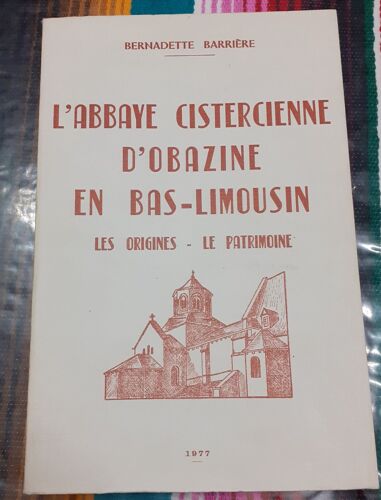 BERNADETTE BARRIÈRE
L'ABBAYE CISTERCIENNE
D'OBAZINE
EN BAS-LIMOUSIN
LES ORIGINES - LE PATRIMOINE
1977